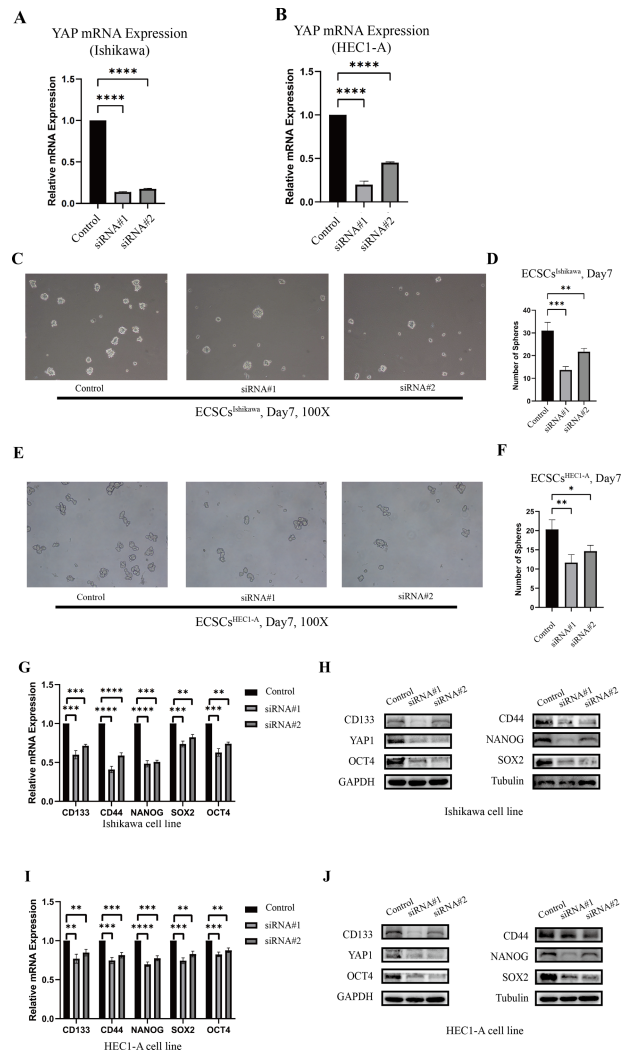 A
YAP mRNA Expression
(Ishikawa)
Relative mRNA Expression
1.5
1.0
0.5
0.0
****
****
Control
siRNA#1
siRNA#2
B
YAP mRNA Expression
(HEC1-A)
Relative mRNA Expression
1.5
1.0
0.5
0.0
****
****
Control
siRNA#1
siRNA#2
C
Control
siRNA#1
siRNA#2
ECSCsIshikawa, Day7, 100X
D
ECSCsIshikawa, Day7
Number of Spheres
40
30
20
10
0
**
***
Control
siRNA#1
siRNA#2
E
Control
siRNA#1
siRNA#2
ECSCsHEC1-A, Day7, 100X
F
ECSCsHEC1-A, Day7
Number of Spheres
25
20
15
10
5
0
*
**
Control
siRNA#1
siRNA#2
G
Relative mRNA Expression
1.5
1.0
0.5
0.0
*** **** *** ** **
*** **** **** *** ***
CD133 CD44 NANOG SOX2 OCT4
Ishikawa cell line
Control
siRNA#1
siRNA#2
H
Control siRNA#1 siRNA#2
CD133
YAP1
OCT4
GAPDH
Control siRNA#1 siRNA#2
CD44
NANOG
SOX2
Tubulin
Ishikawa cell line
I
Relative mRNA Expression
1.5
1.0
0.5
0.0
** *** *** ** **
** *** **** *** ***
CD133 CD44 NANOG SOX2 OCT4
HEC1-A cell line
Control
siRNA#1
siRNA#2
J
Control siRNA#1 siRNA#2
CD133
YAP1
OCT4
GAPDH
Control siRNA#1 siRNA#2
CD44
NANOG
SOX2
Tubulin
HEC1-A cell line